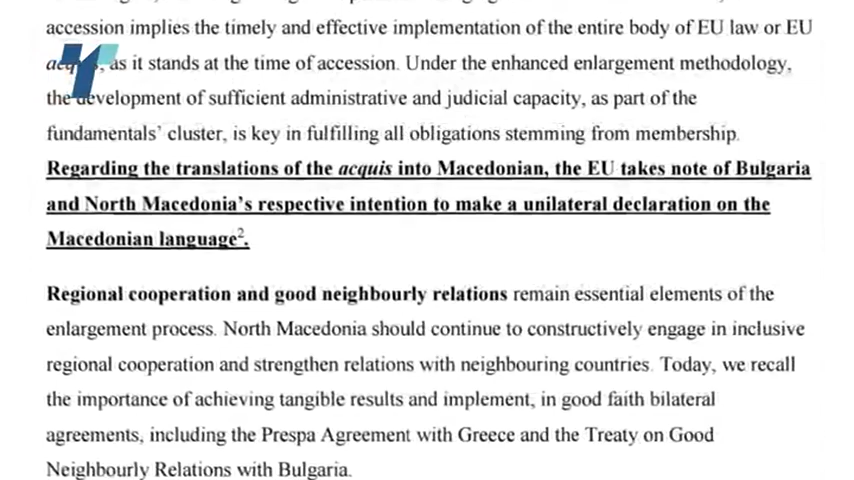 accession implies the timely and effective implementation of the entire body of EU law or EU
as it stands at the time of accession. Under the enhanced enlargement methodology,
the development of sufficient administrative and judicial capacity, as part of the
fundamentals' cluster, is key in fulfilling all obligations stemming from membership.
Regarding the translations of the acquis into Macedonian, the EU takes note of Bulgaria
and North Macedonia's respective intention to make a unilateral declaration on the
Macedonian language².
Regional cooperation and good neighbourly relations remain essential elements of the
enlargement process. North Macedonia should continue to constructively engage in inclusive
regional cooperation and strengthen relations with neighbouring countries. Today, we recall
the importance of achieving tangible results and implement, in good faith bilateral
agreements, including the Prespa Agreement with Greece and the Treaty on Good
Neighbourly Relations with Bulgaria.